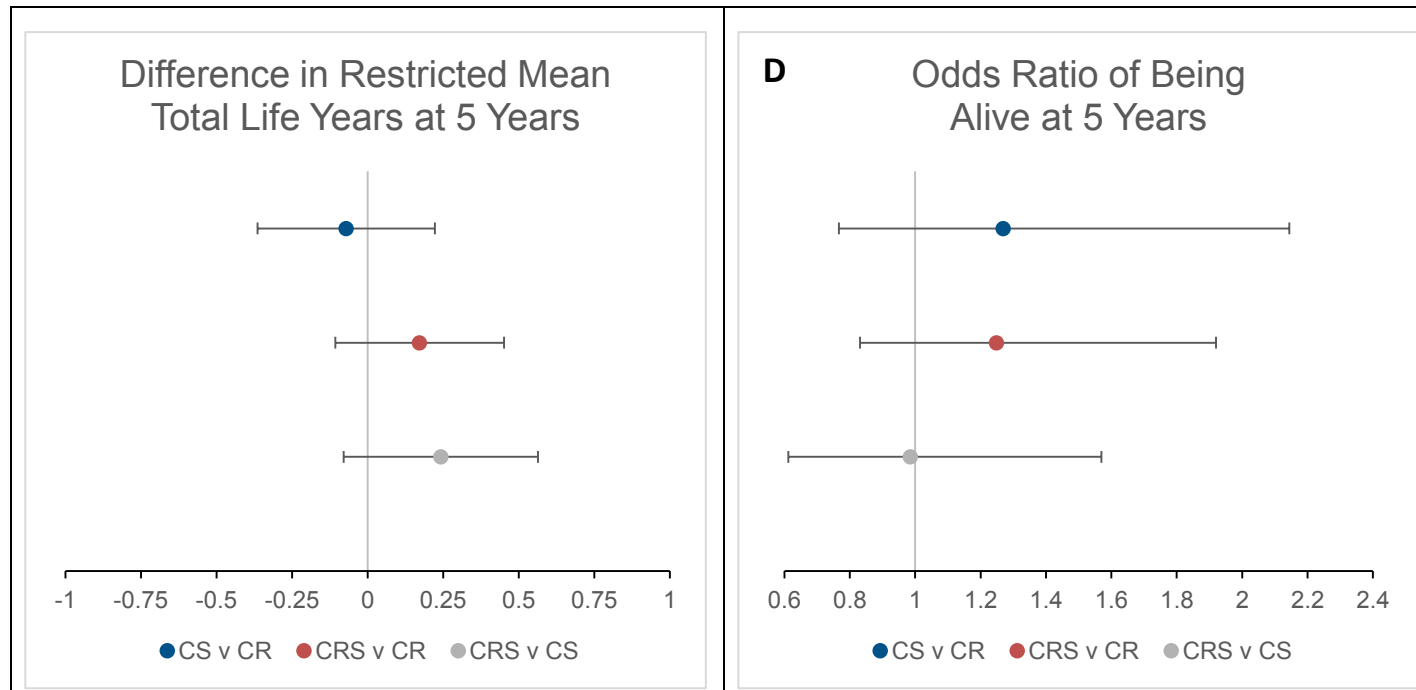 Difference in Restricted Mean
Total Life Years at 5 Years
-1 -0.75 -0.5 -0.25 0 0.25 0.5 0.75 1
CS v CR CRS v CR CRS v CS
D
Odds Ratio of Being
Alive at 5 Years
0.6 0.8 1 1.2 1.4 1.6 1.8 2 2.2 2.4
CS v CR CRS v CR CRS v CS